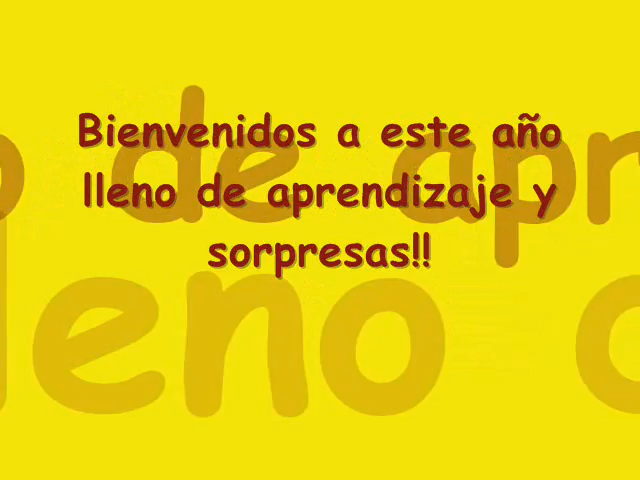 Bienvenidos a este año
lleno de aprendizaje y
sorpresas!!